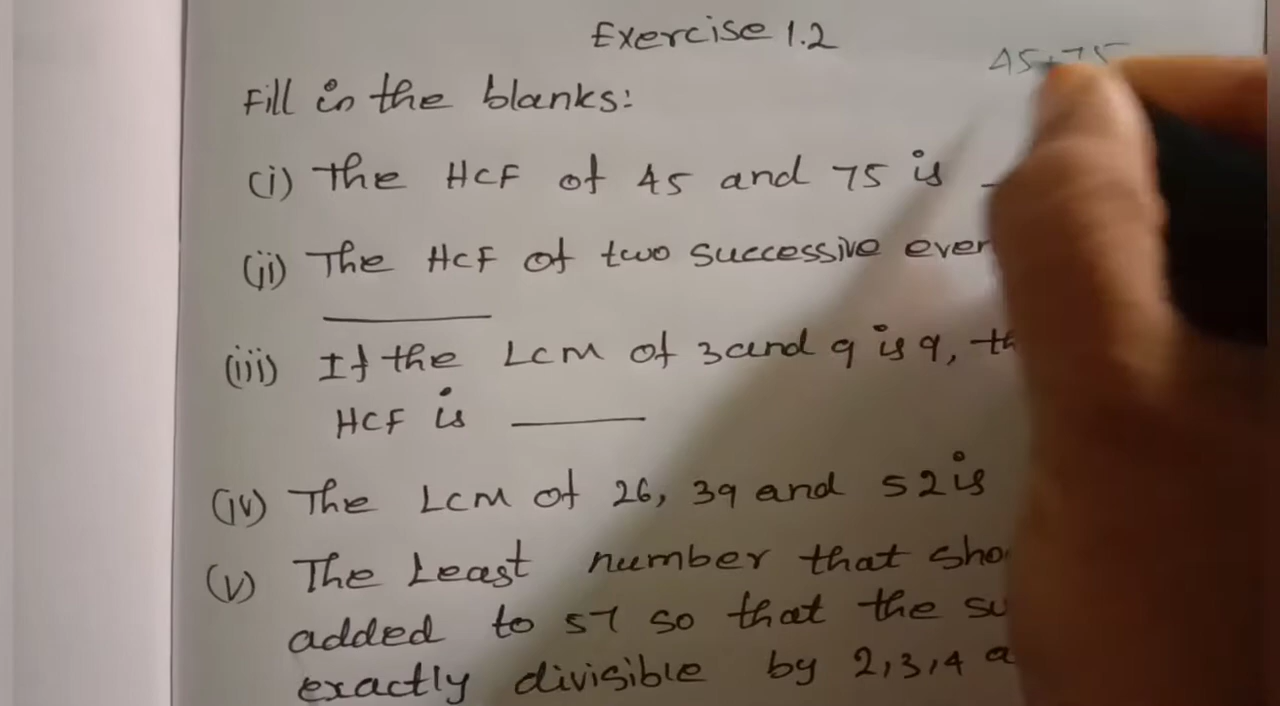 Exercise 1.2
45, 75
Fill in the blanks:
(i) The HCF of 45 and 75 is
(ii) The HCF of two successive even
(iii) If the LCM of 3 and 9 is 9,
HCF is
(iv) The LCM of 26, 39 and 52 is
(v) The Least number that
added to 57 so that the
exactly divisible by 2, 3, 4